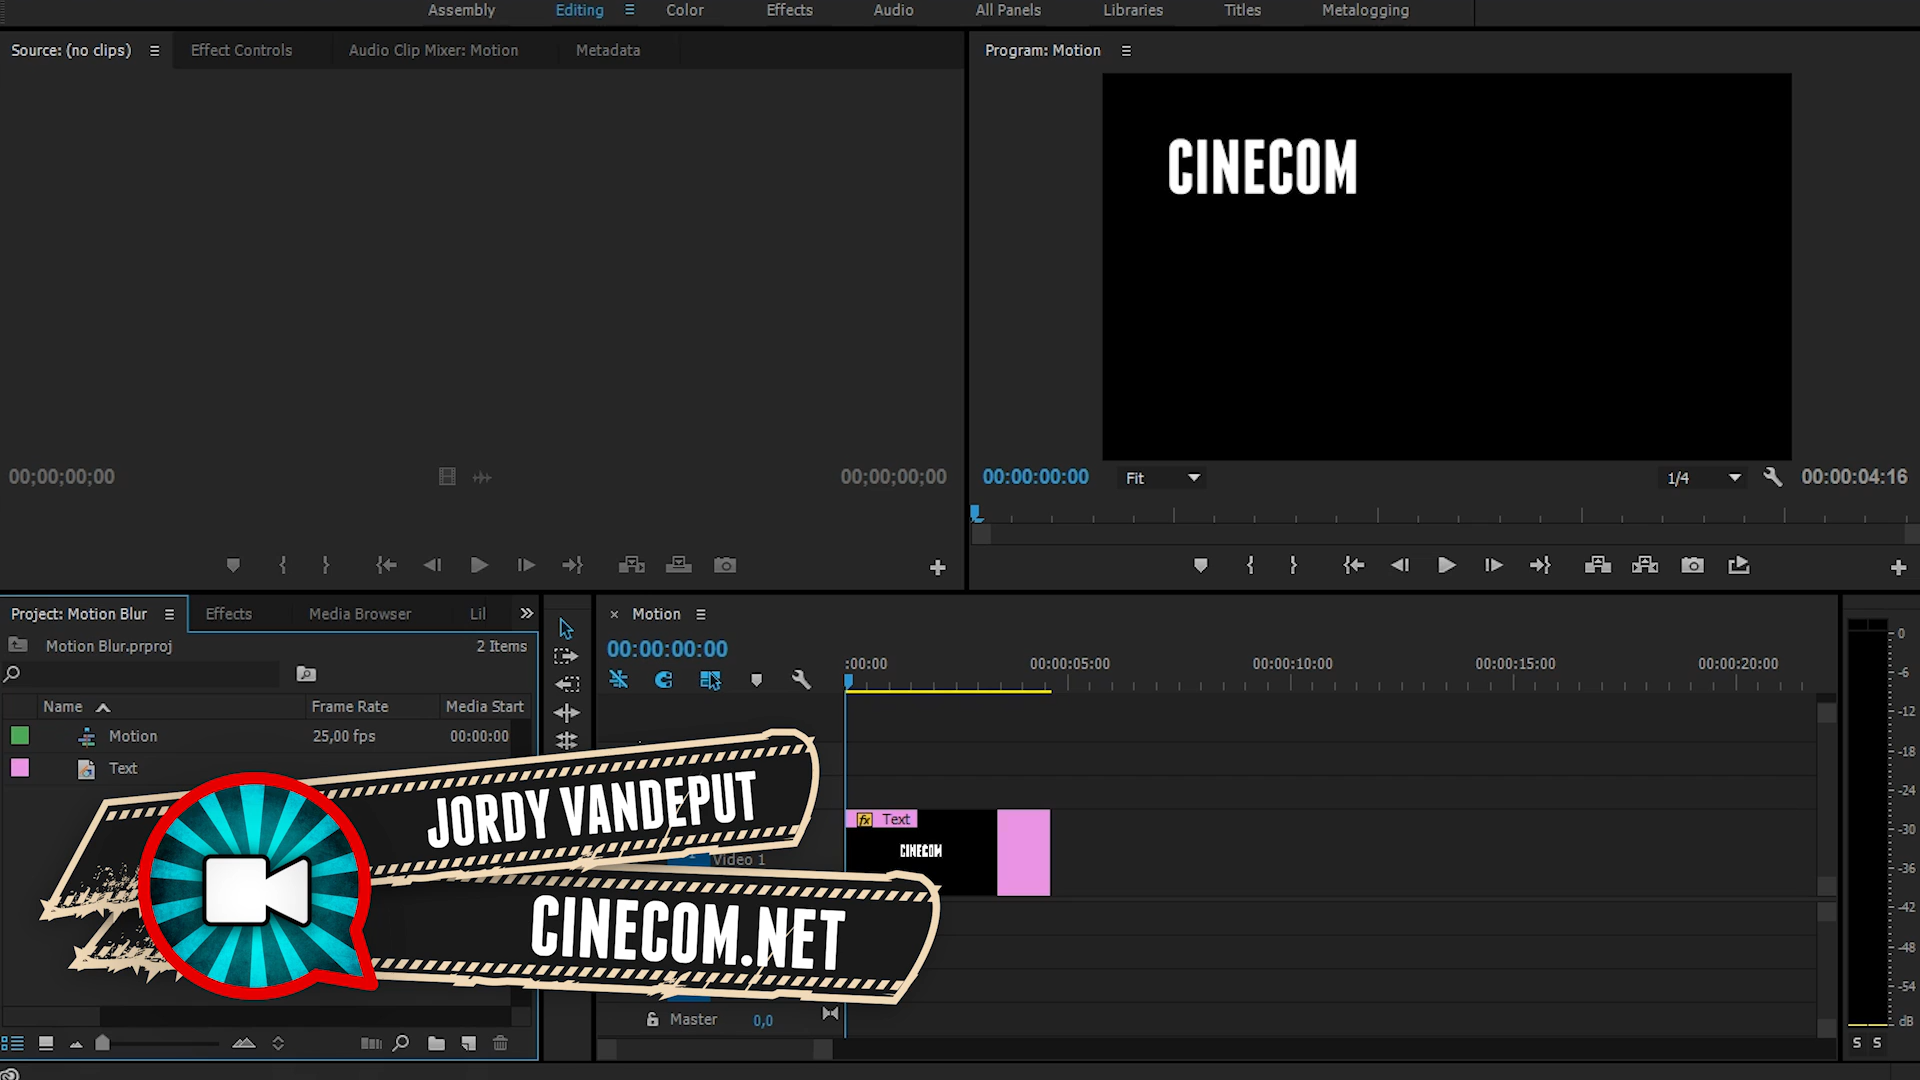 Assembly Editing Color Effects Audio All Panels Libraries Titles Metalogging
Source: (no clips) Effect Controls Audio Clip Mixer: Motion Metadata
Program: Motion
CINECOM
00;00;00;00 00;00;00;00
00:00:00:00 Fit 1/4 00:00:04:16
Project: Motion Blur Effects Media Browser Lil
Motion Blur.prproj 2 Items
Name Frame Rate Media Start
Motion 25,00 fps 00:00:00
Text
× Motion
00:00:00:00
:00:00 00:00:05:00 00:00:10:00 00:00:15:00 00:00:20:00
fx Text
CINECOM
Video 1
Master 0,0
JORDY VANDEPUT
CINECOM.NET
0
-6
-12
-18
-24
-30
-36
-42
-48
-54
dB
S S